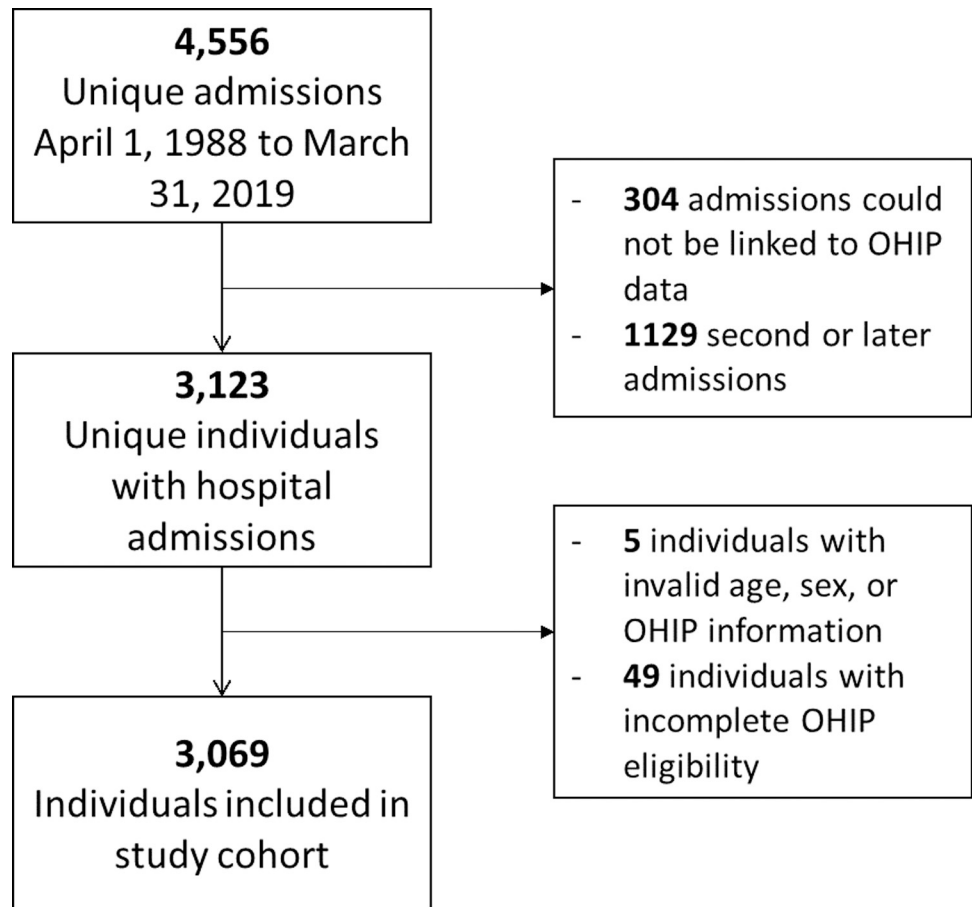 4,556
Unique admissions
April 1, 1988 to March
31, 2019
- 304 admissions could
not be linked to OHIP
data
- 1129 second or later
admissions
3,123
Unique individuals
with hospital
admissions
- 5 individuals with
invalid age, sex, or
OHIP information
- 49 individuals with
incomplete OHIP
eligibility
3,069
Individuals included in
study cohort